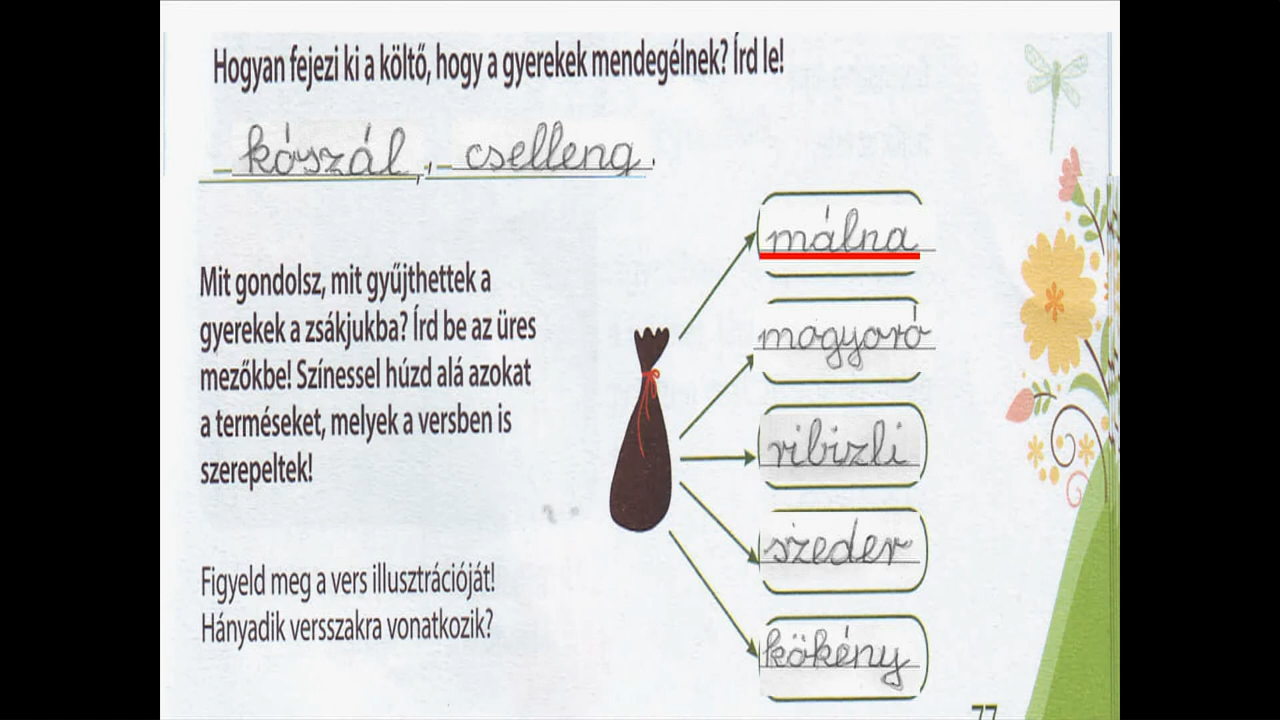 Hogyan fejezi ki a költő, hogy a gyerekek mendegélnek? Írd le!
kószál, cselleng.
málna
Mit gondolsz, mit gyűjthettek a
gyerekek a zsákjukba? Írd be az üres
mezőkbe! Színessel húzd alá azokat
a terméseket, melyek a versben is
szerepeltek!
mogyoró
ribizli
szeder
kökény
Figyeld meg a vers illusztrációját!
Hányadik versszakra vonatkozik?
77